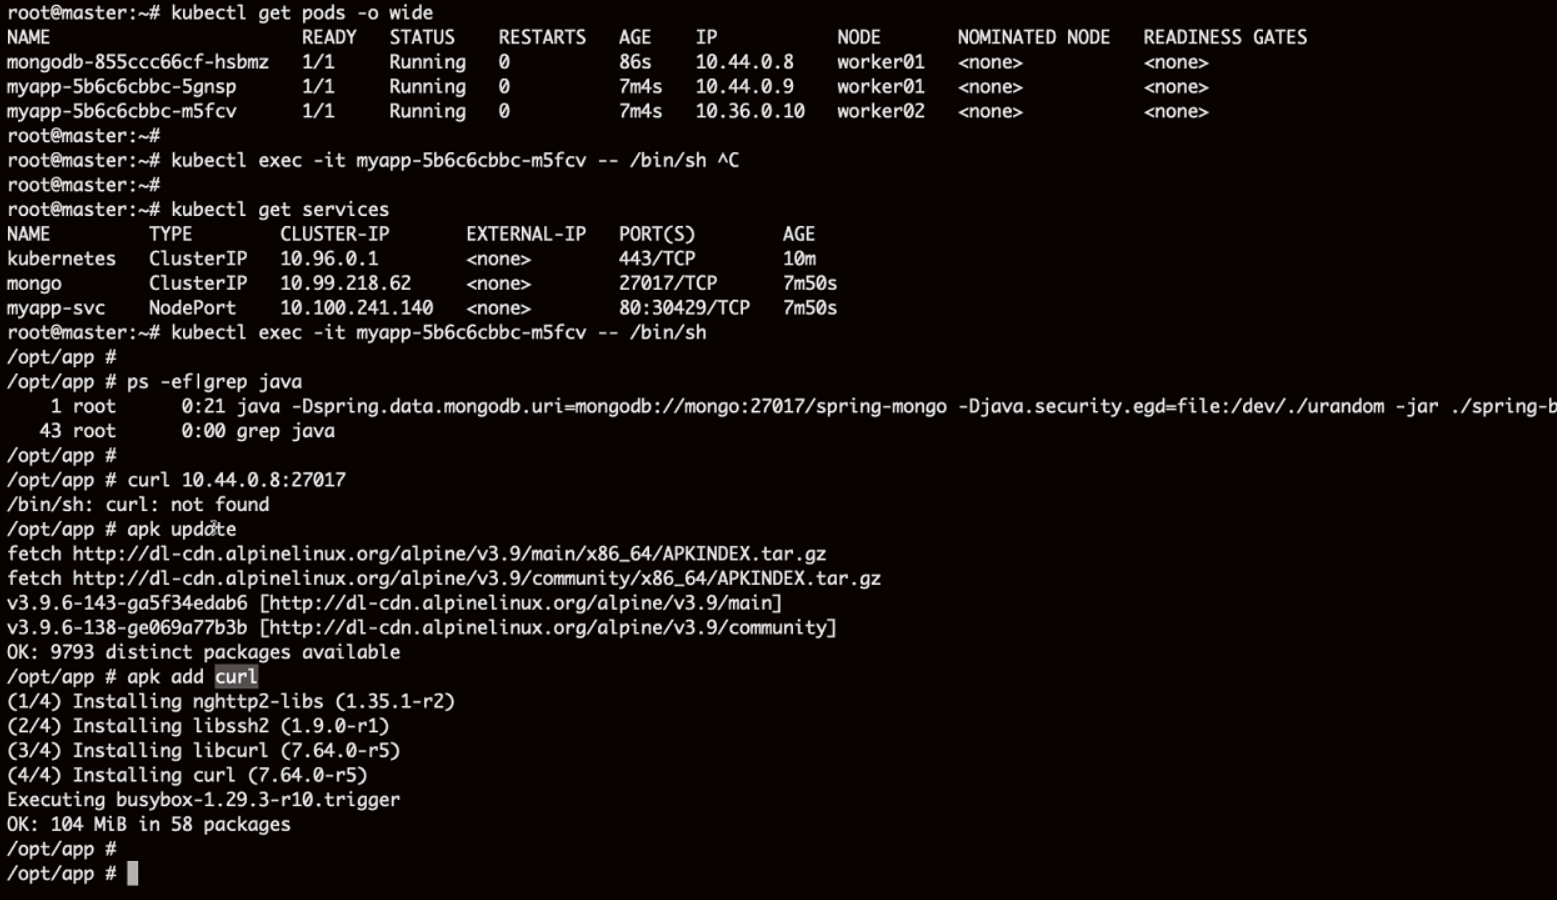 root@master:~# kubectl get pods -o wide
NAME READY STATUS RESTARTS AGE IP NODE NOMINATED NODE READINESS GATES
mongodb-855ccc66cf-hsbmz 1/1 Running 0 86s 10.44.0.8 worker01 <none> <none>
myapp-5b6c6cbbc-5gnsp 1/1 Running 0 7m4s 10.44.0.9 worker01 <none> <none>
myapp-5b6c6cbbc-m5fcv 1/1 Running 0 7m4s 10.36.0.10 worker02 <none> <none>
root@master:~#
root@master:~# kubectl exec -it myapp-5b6c6cbbc-m5fcv -- /bin/sh ^C
root@master:~#
root@master:~# kubectl get services
NAME TYPE CLUSTER-IP EXTERNAL-IP PORT(S) AGE
kubernetes ClusterIP 10.96.0.1 <none> 443/TCP 10m
mongo ClusterIP 10.99.218.62 <none> 27017/TCP 7m50s
myapp-svc NodePort 10.100.241.140 <none> 80:30429/TCP 7m50s
root@master:~# kubectl exec -it myapp-5b6c6cbbc-m5fcv -- /bin/sh
/opt/app #
/opt/app # ps -ef|grep java
1 root 0:21 java -Dspring.data.mongodb.uri=mongodb://mongo:27017/spring-mongo -Djava.security.egd=file:/dev/./urandom -jar ./spring-b
43 root 0:00 grep java
/opt/app #
/opt/app # curl 10.44.0.8:27017
/bin/sh: curl: not found
/opt/app # apk update
fetch http://dl-cdn.alpinelinux.org/alpine/v3.9/main/x86_64/APKINDEX.tar.gz
fetch http://dl-cdn.alpinelinux.org/alpine/v3.9/community/x86_64/APKINDEX.tar.gz
v3.9.6-143-ga5f34edab6 [http://dl-cdn.alpinelinux.org/alpine/v3.9/main]
v3.9.6-138-ge069a77b3b [http://dl-cdn.alpinelinux.org/alpine/v3.9/community]
OK: 9793 distinct packages available
/opt/app # apk add curl
(1/4) Installing nghttp2-libs (1.35.1-r2)
(2/4) Installing libssh2 (1.9.0-r1)
(3/4) Installing libcurl (7.64.0-r5)
(4/4) Installing curl (7.64.0-r5)
Executing busybox-1.29.3-r10.trigger
OK: 104 MiB in 58 packages
/opt/app #
/opt/app #